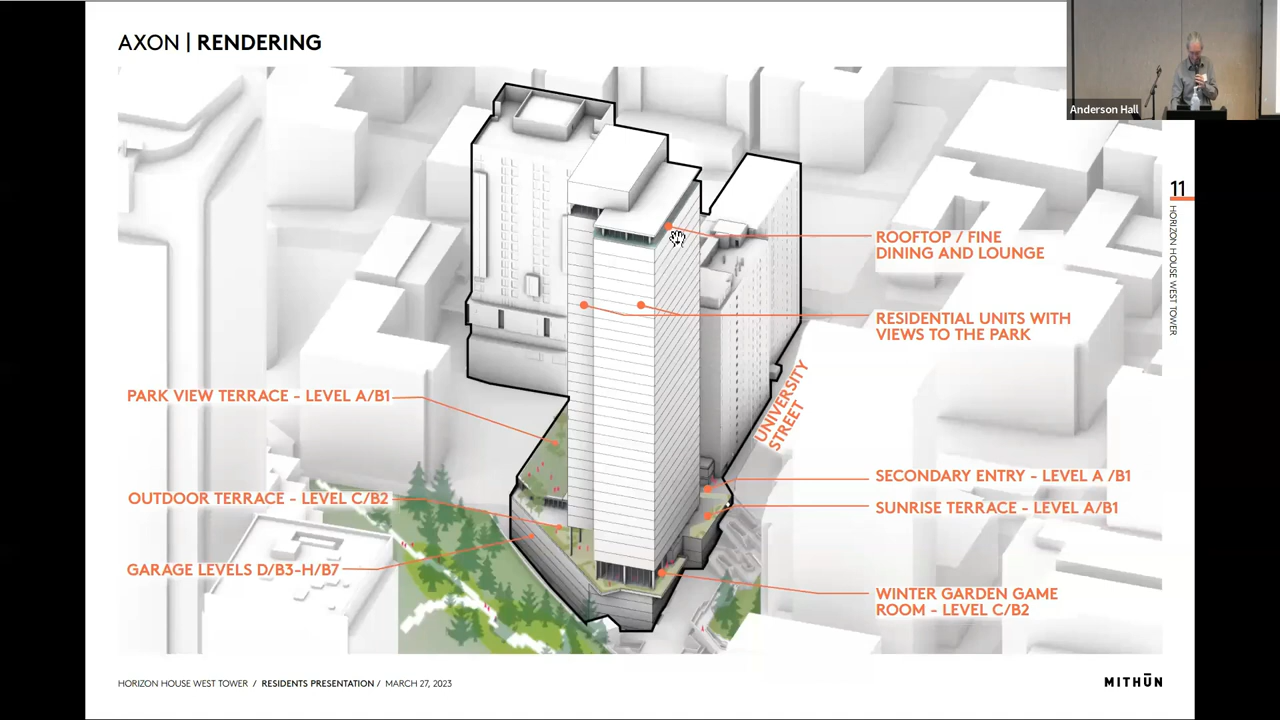 AXON | RENDERING
Anderson Hall
11
HORIZON HOUSE WEST TOWER
ROOFTOP / FINE
DINING AND LOUNGE
RESIDENTIAL UNITS WITH
VIEWS TO THE PARK
UNIVERSITY
STREET
PARK VIEW TERRACE - LEVEL A/B1
OUTDOOR TERRACE - LEVEL C/B2
GARAGE LEVELS D/B3-H/B7
SECONDARY ENTRY - LEVEL A /B1
SUNRISE TERRACE - LEVEL A/B1
WINTER GARDEN GAME
ROOM - LEVEL C/B2
HORIZON HOUSE WEST TOWER / RESIDENTS PRESENTATION / MARCH 27, 2023
MITHŪN